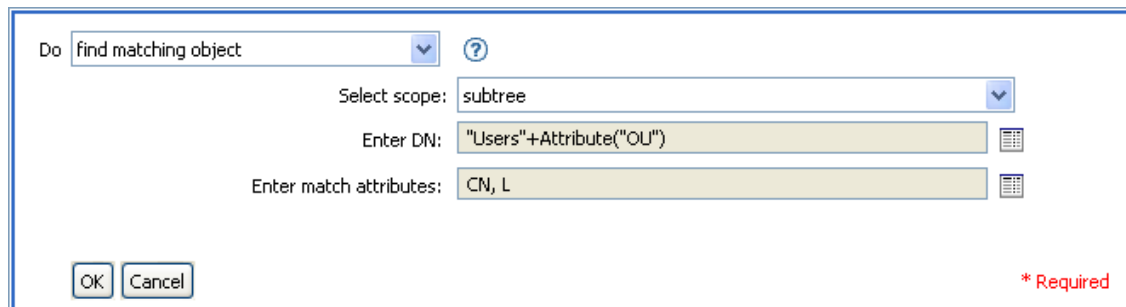 Do find matching object ?
Select scope: subtree
Enter DN: "Users"+Attribute("OU")
Enter match attributes: CN, L
OK Cancel * Required